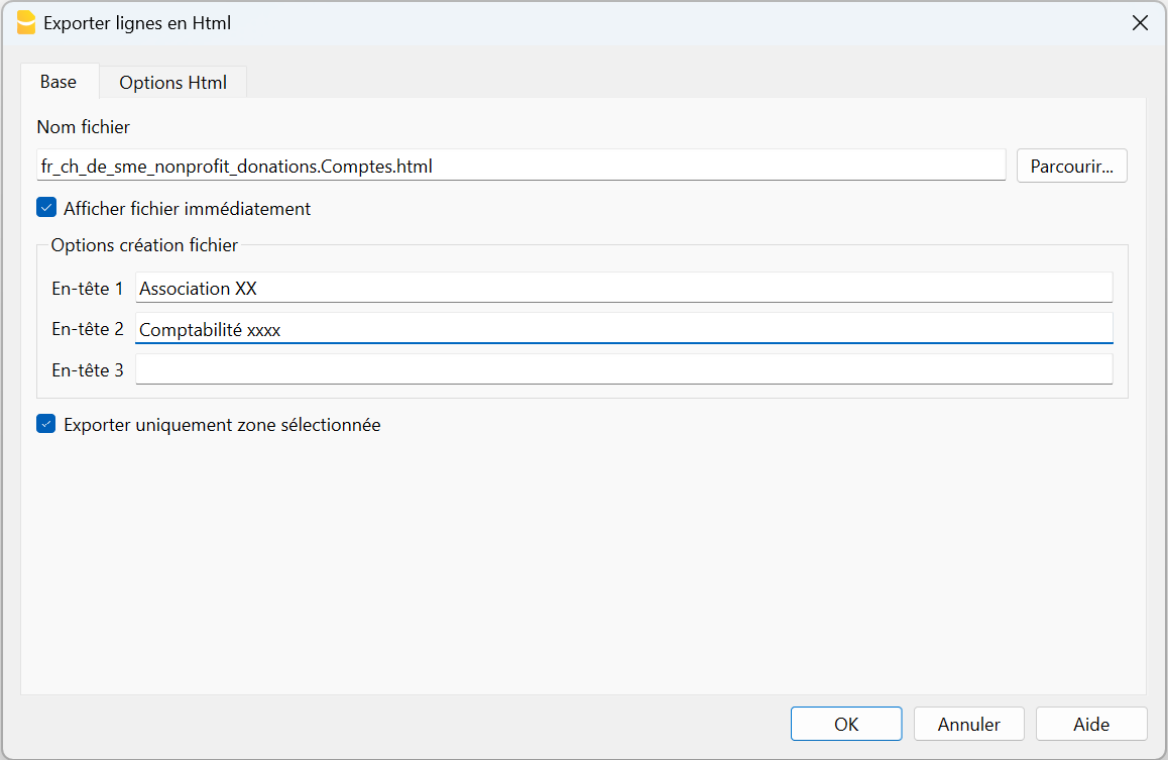 Exporter lignes en Html
Base Options Html
Nom fichier
fr_ch_de_sme_nonprofit_donations.Comptes.html Parcourir...
Afficher fichier immédiatement
Options création fichier
En-tête 1 Association XX
En-tête 2 Comptabilité xxxx
En-tête 3
Exporter uniquement zone sélectionnée
OK Annuler Aide